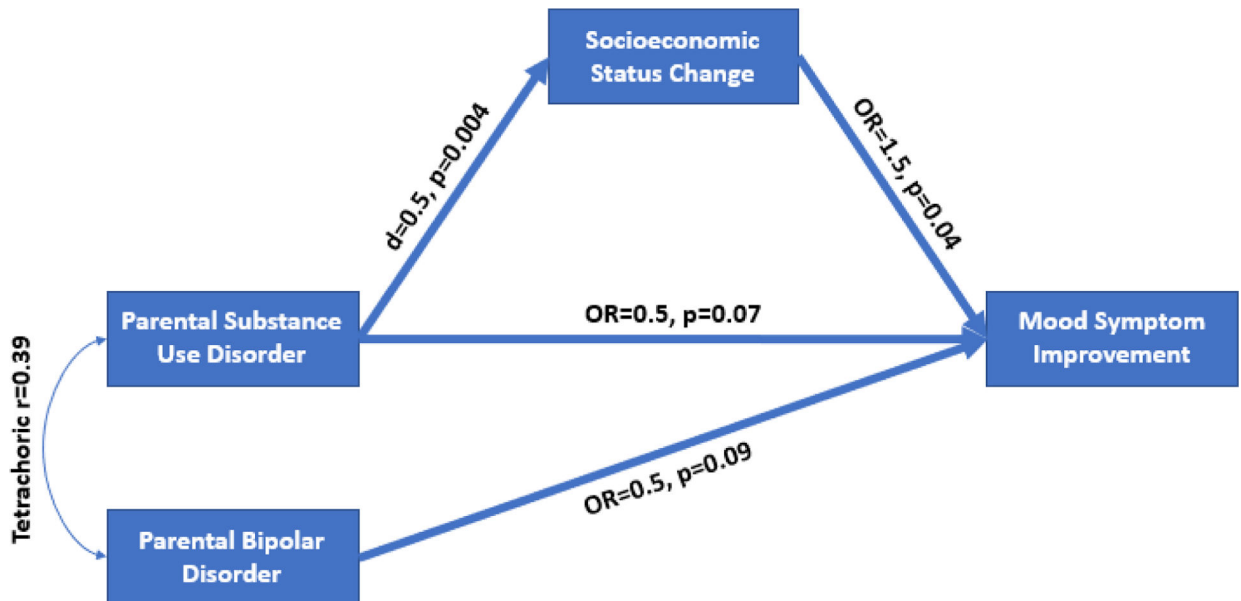 Socioeconomic
Status Change
d=0.5, p=0.004
OR=1.5, p=0.04
Parental Substance
Use Disorder
OR=0.5, p=0.07
Mood Symptom
Improvement
Tetrachoric r=0.39
OR=0.5, p=0.09
Parental Bipolar
Disorder